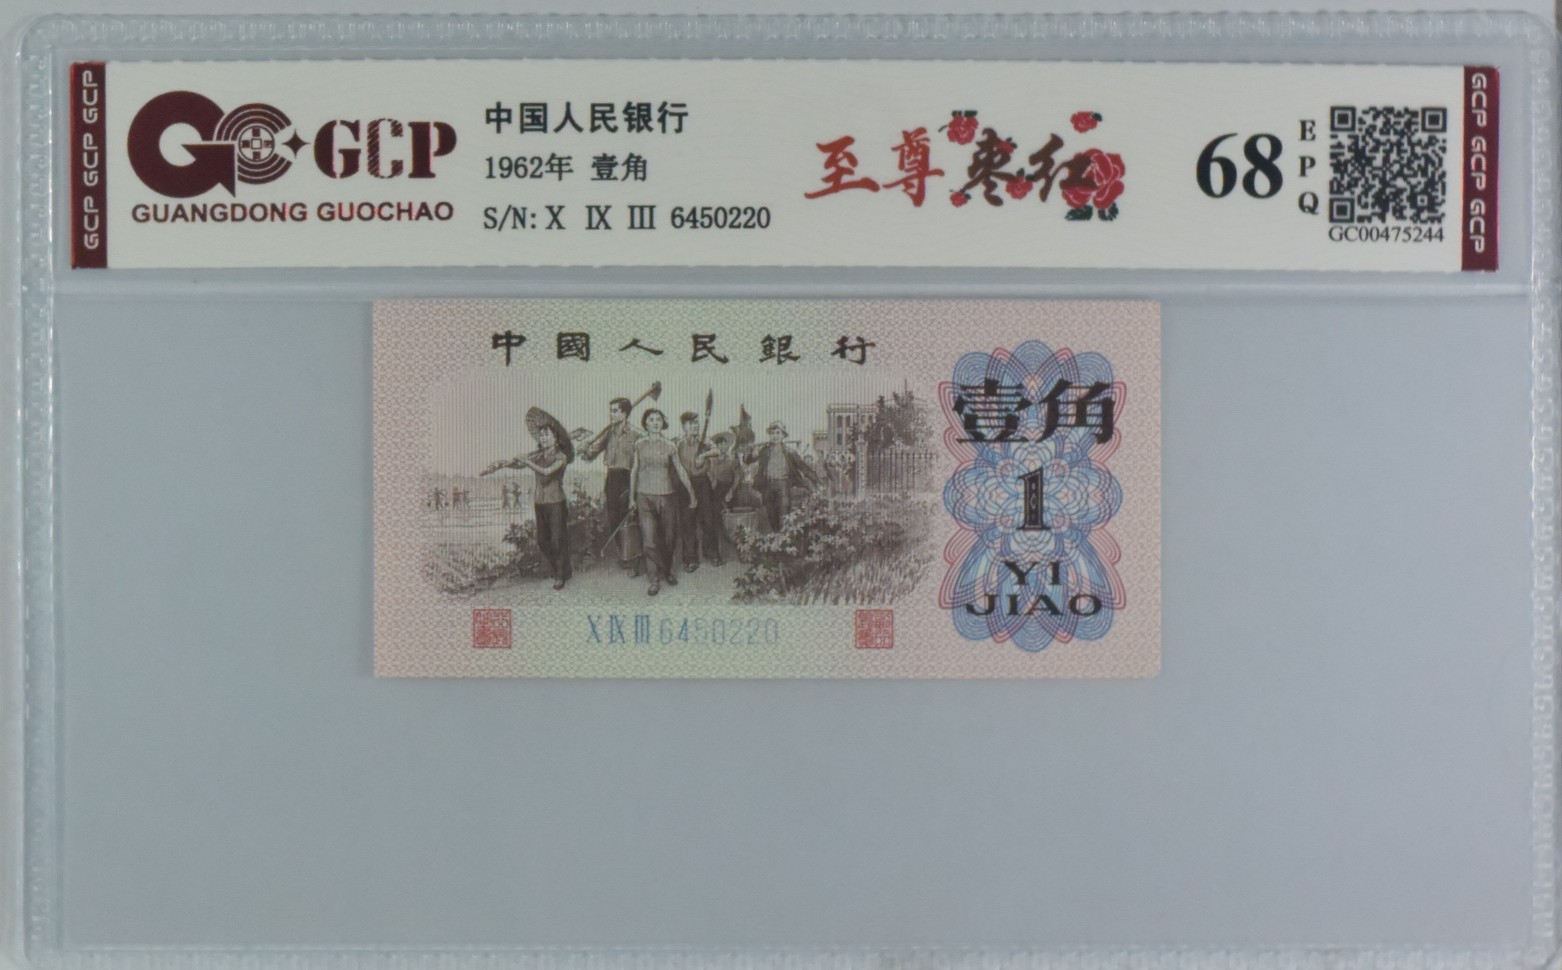 GCP GCP GCP
GCP
GUANGDONG GUOCHAO
中国人民银行
1962年 壹角
S/N: X IX III 6450220
至尊枣红
68
EPQ
GC00475244
GCP GCP GCP
中國人民銀行
壹角
1
YI
JIAO
X IX III 6450220